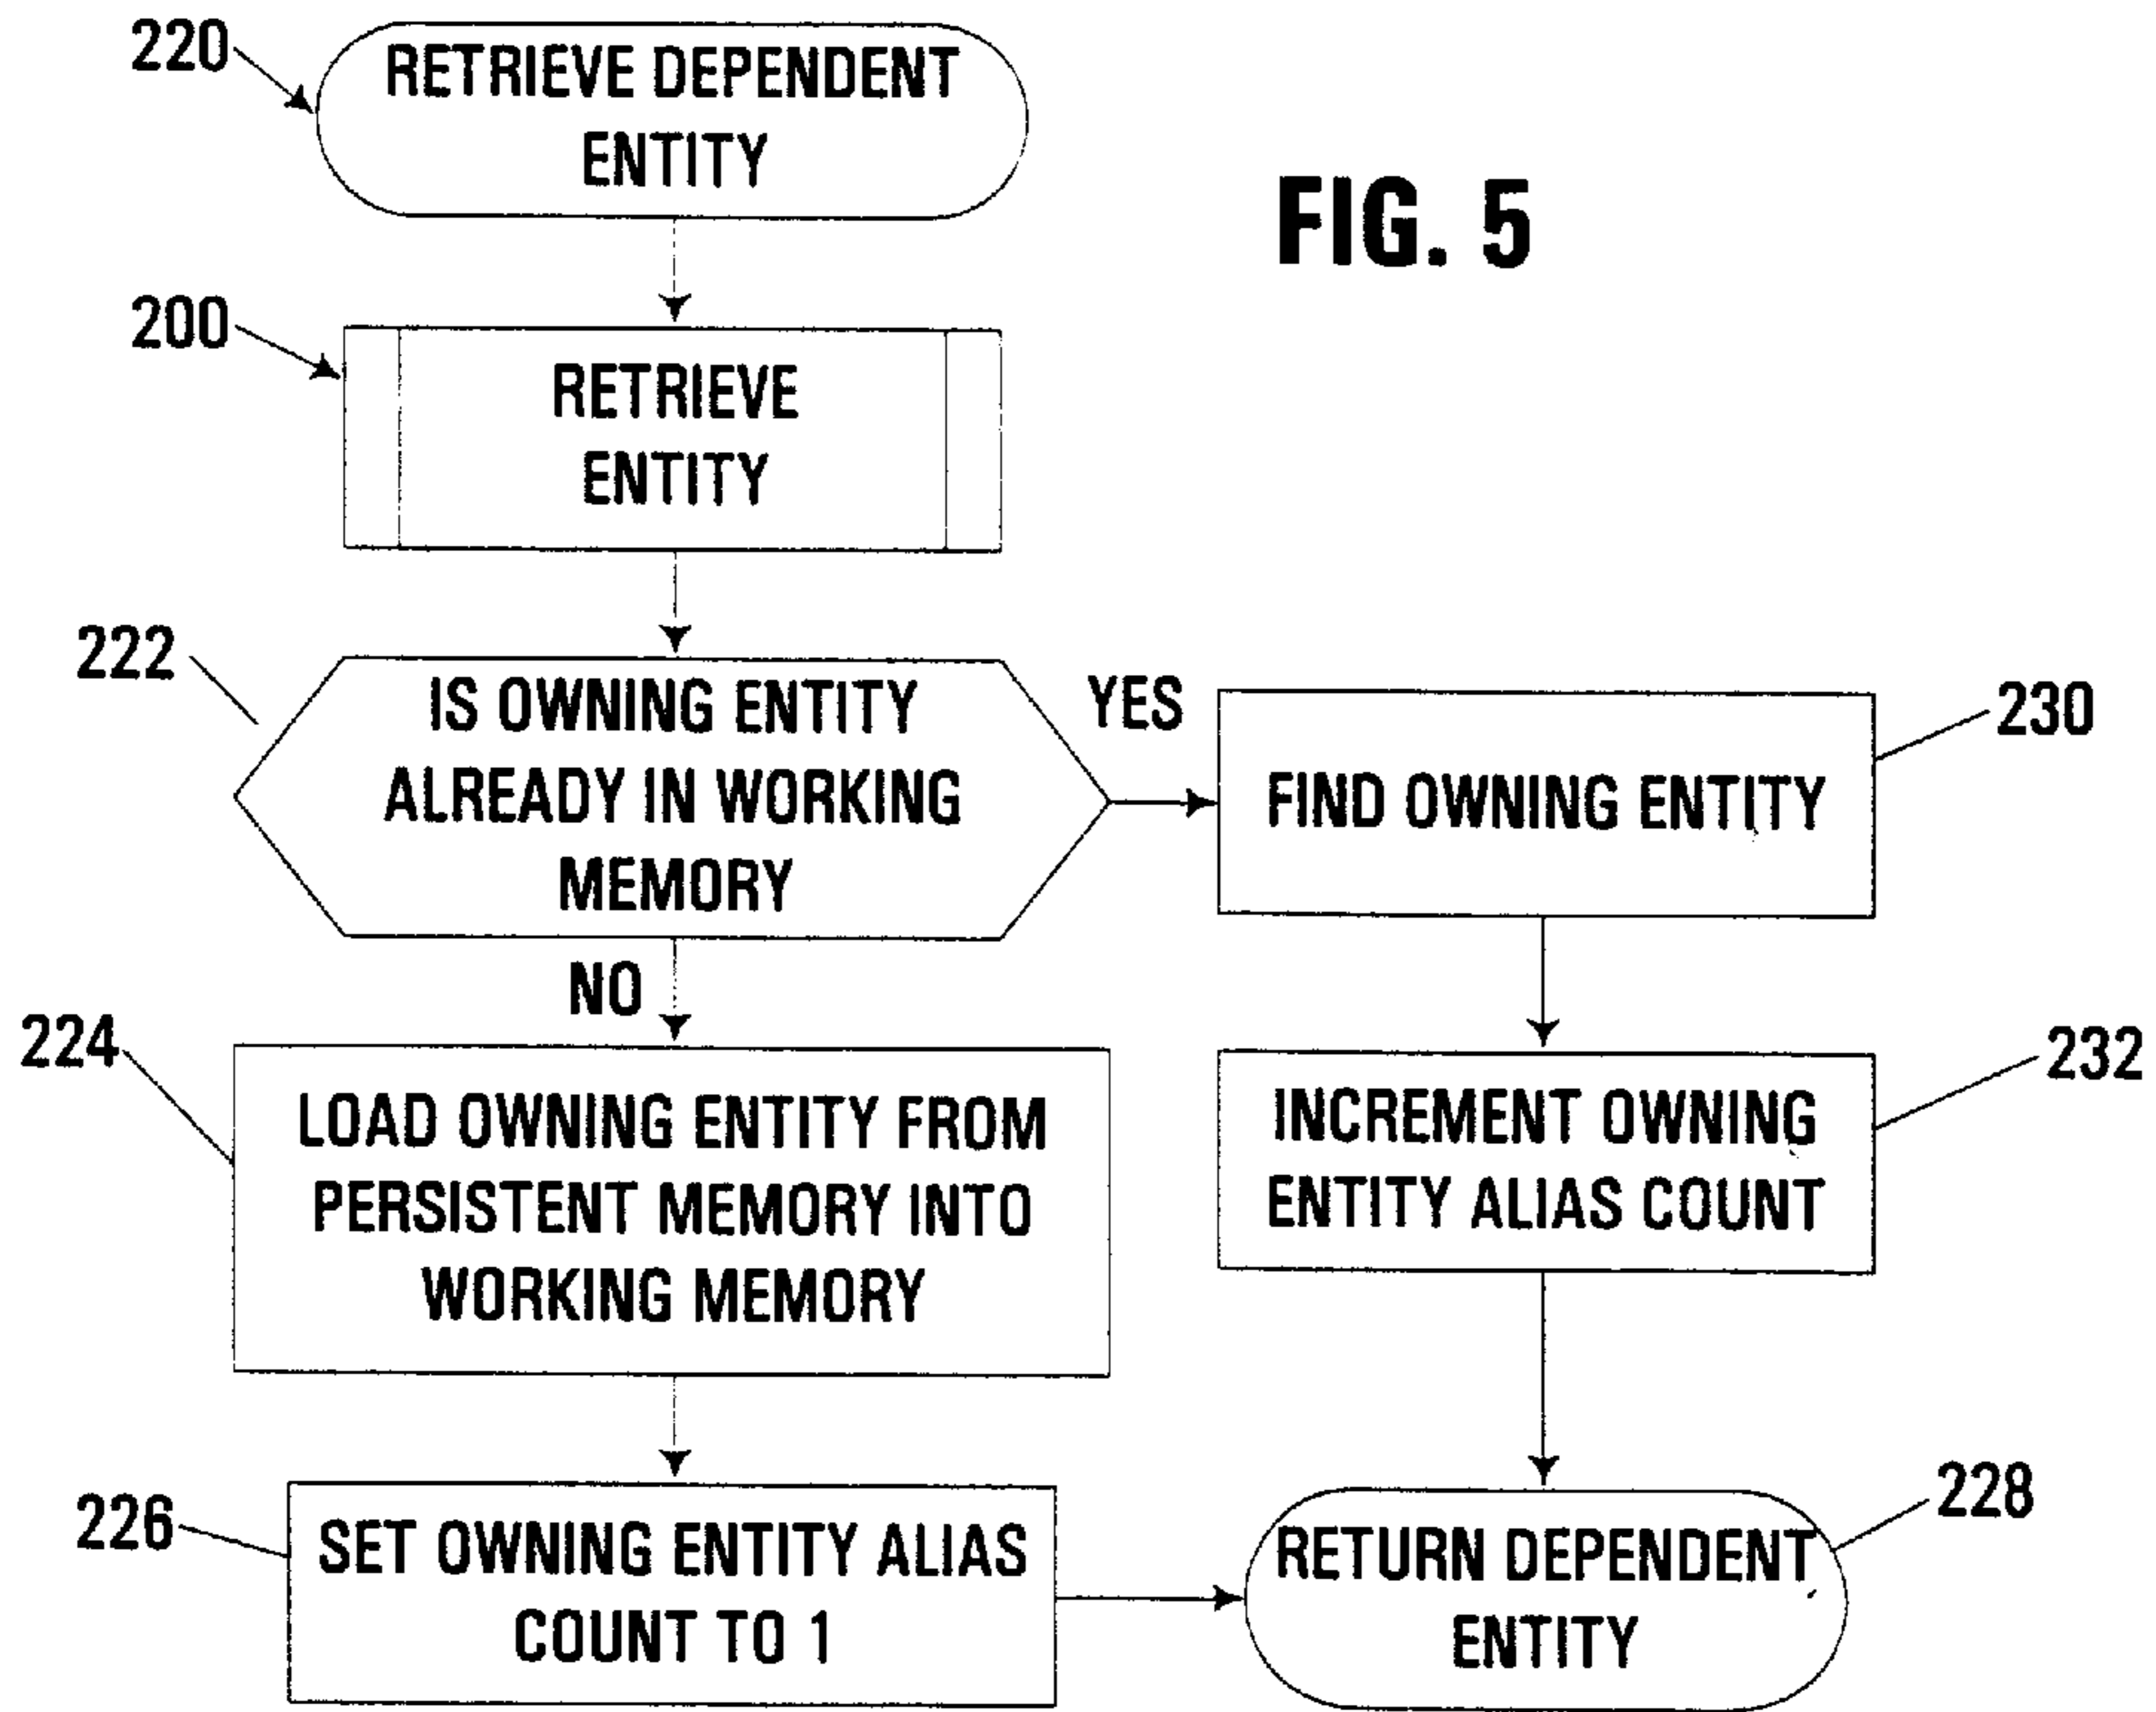 220
RETRIEVE DEPENDENT
ENTITY
FIG. 5
200
RETRIEVE
ENTITY
222
IS OWNING ENTITY
ALREADY IN WORKING
MEMORY
YES
FIND OWNING ENTITY
230
NO
224
LOAD OWNING ENTITY FROM
PERSISTENT MEMORY INTO
WORKING MEMORY
INCREMENT OWNING
ENTITY ALIAS COUNT
232
226
SET OWNING ENTITY ALIAS
COUNT TO 1
RETURN DEPENDENT
ENTITY
228